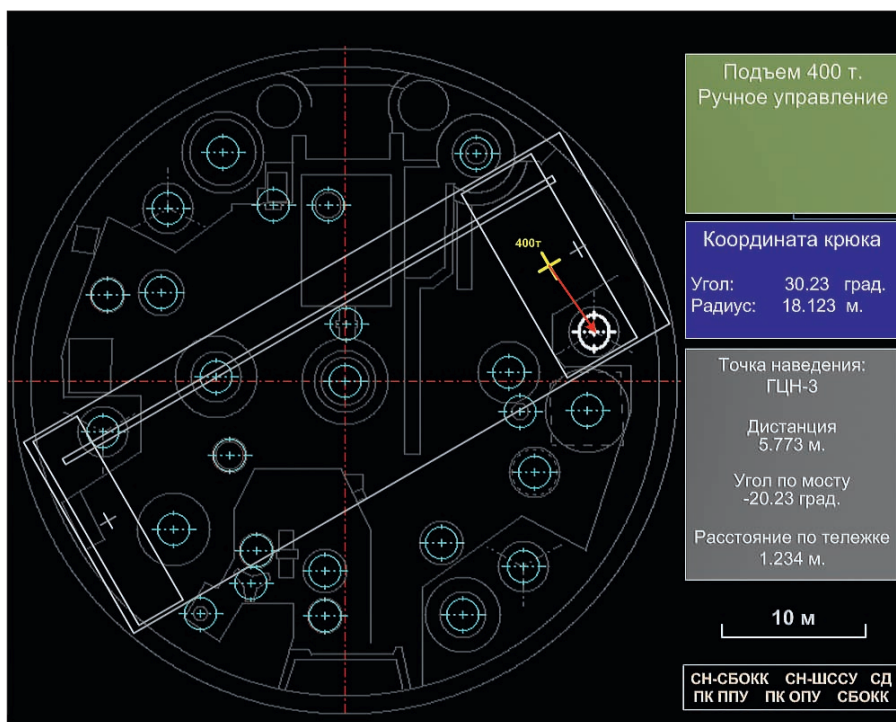 Подъем 400 т.
Ручное управление
400т
Координата крюка
Угол: 30.23 град.
Радиус: 18.123 м.
Точка наведения:
ГЦН-3
Дистанция
5.773 м.
Угол по мосту
-20.23 град.
Расстояние по тележке
1.234 м.
10 м
СН-СБОКК СН-ШССУ СД
ПК ППУ ПК ОПУ СБОКК